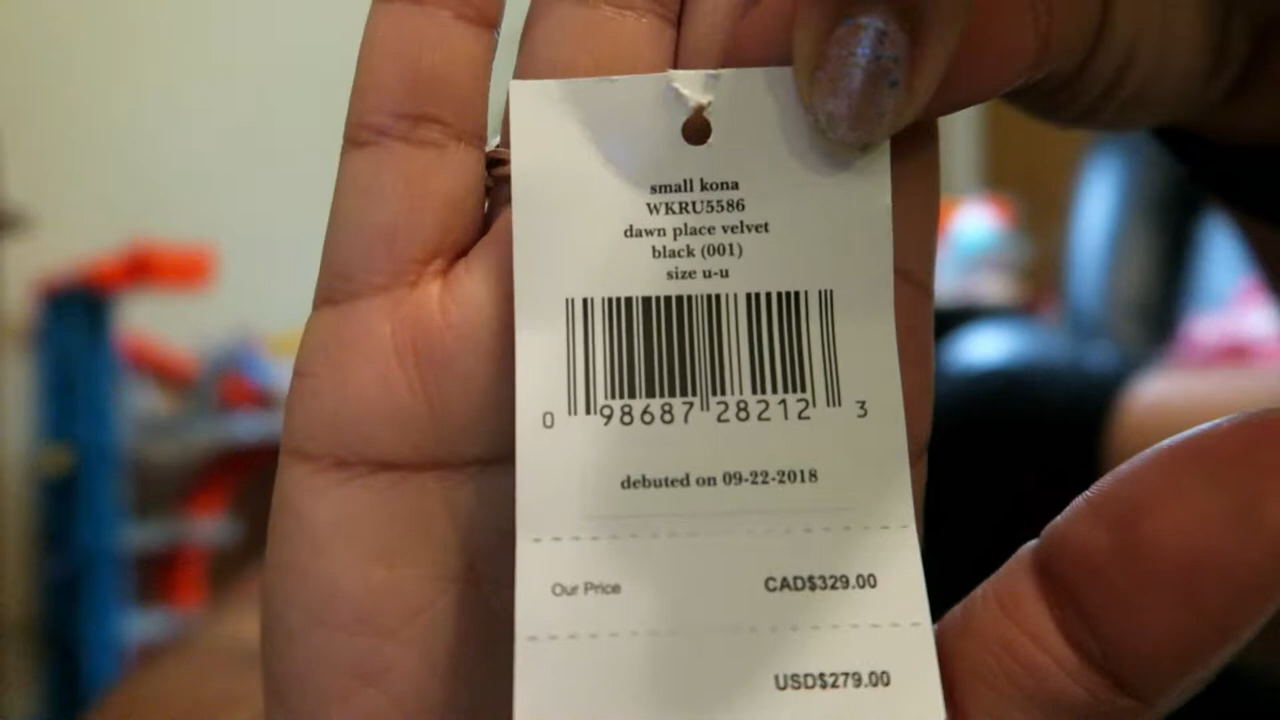 small kona
WKRU5586
dawn place velvet
black (001)
size u-u
0 98687 28212 3
debuted on 09-22-2018
Our Price CAD$329.00
USD$279.00